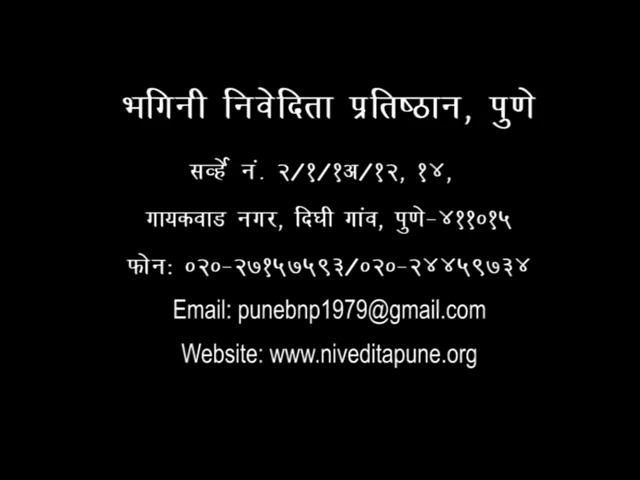 भगिनी निवेदिता प्रतिष्ठान, पुणे
सर्व्हे नं. २/१/१अ/१२, १४,
गायकवाड नगर, दिघी गांव, पुणे-४११०१५
फोन: ०२०-२७१५७५९३/०२०-२४४५९७३४
Email: punebnp1979@gmail.com
Website: www.niveditapune.org